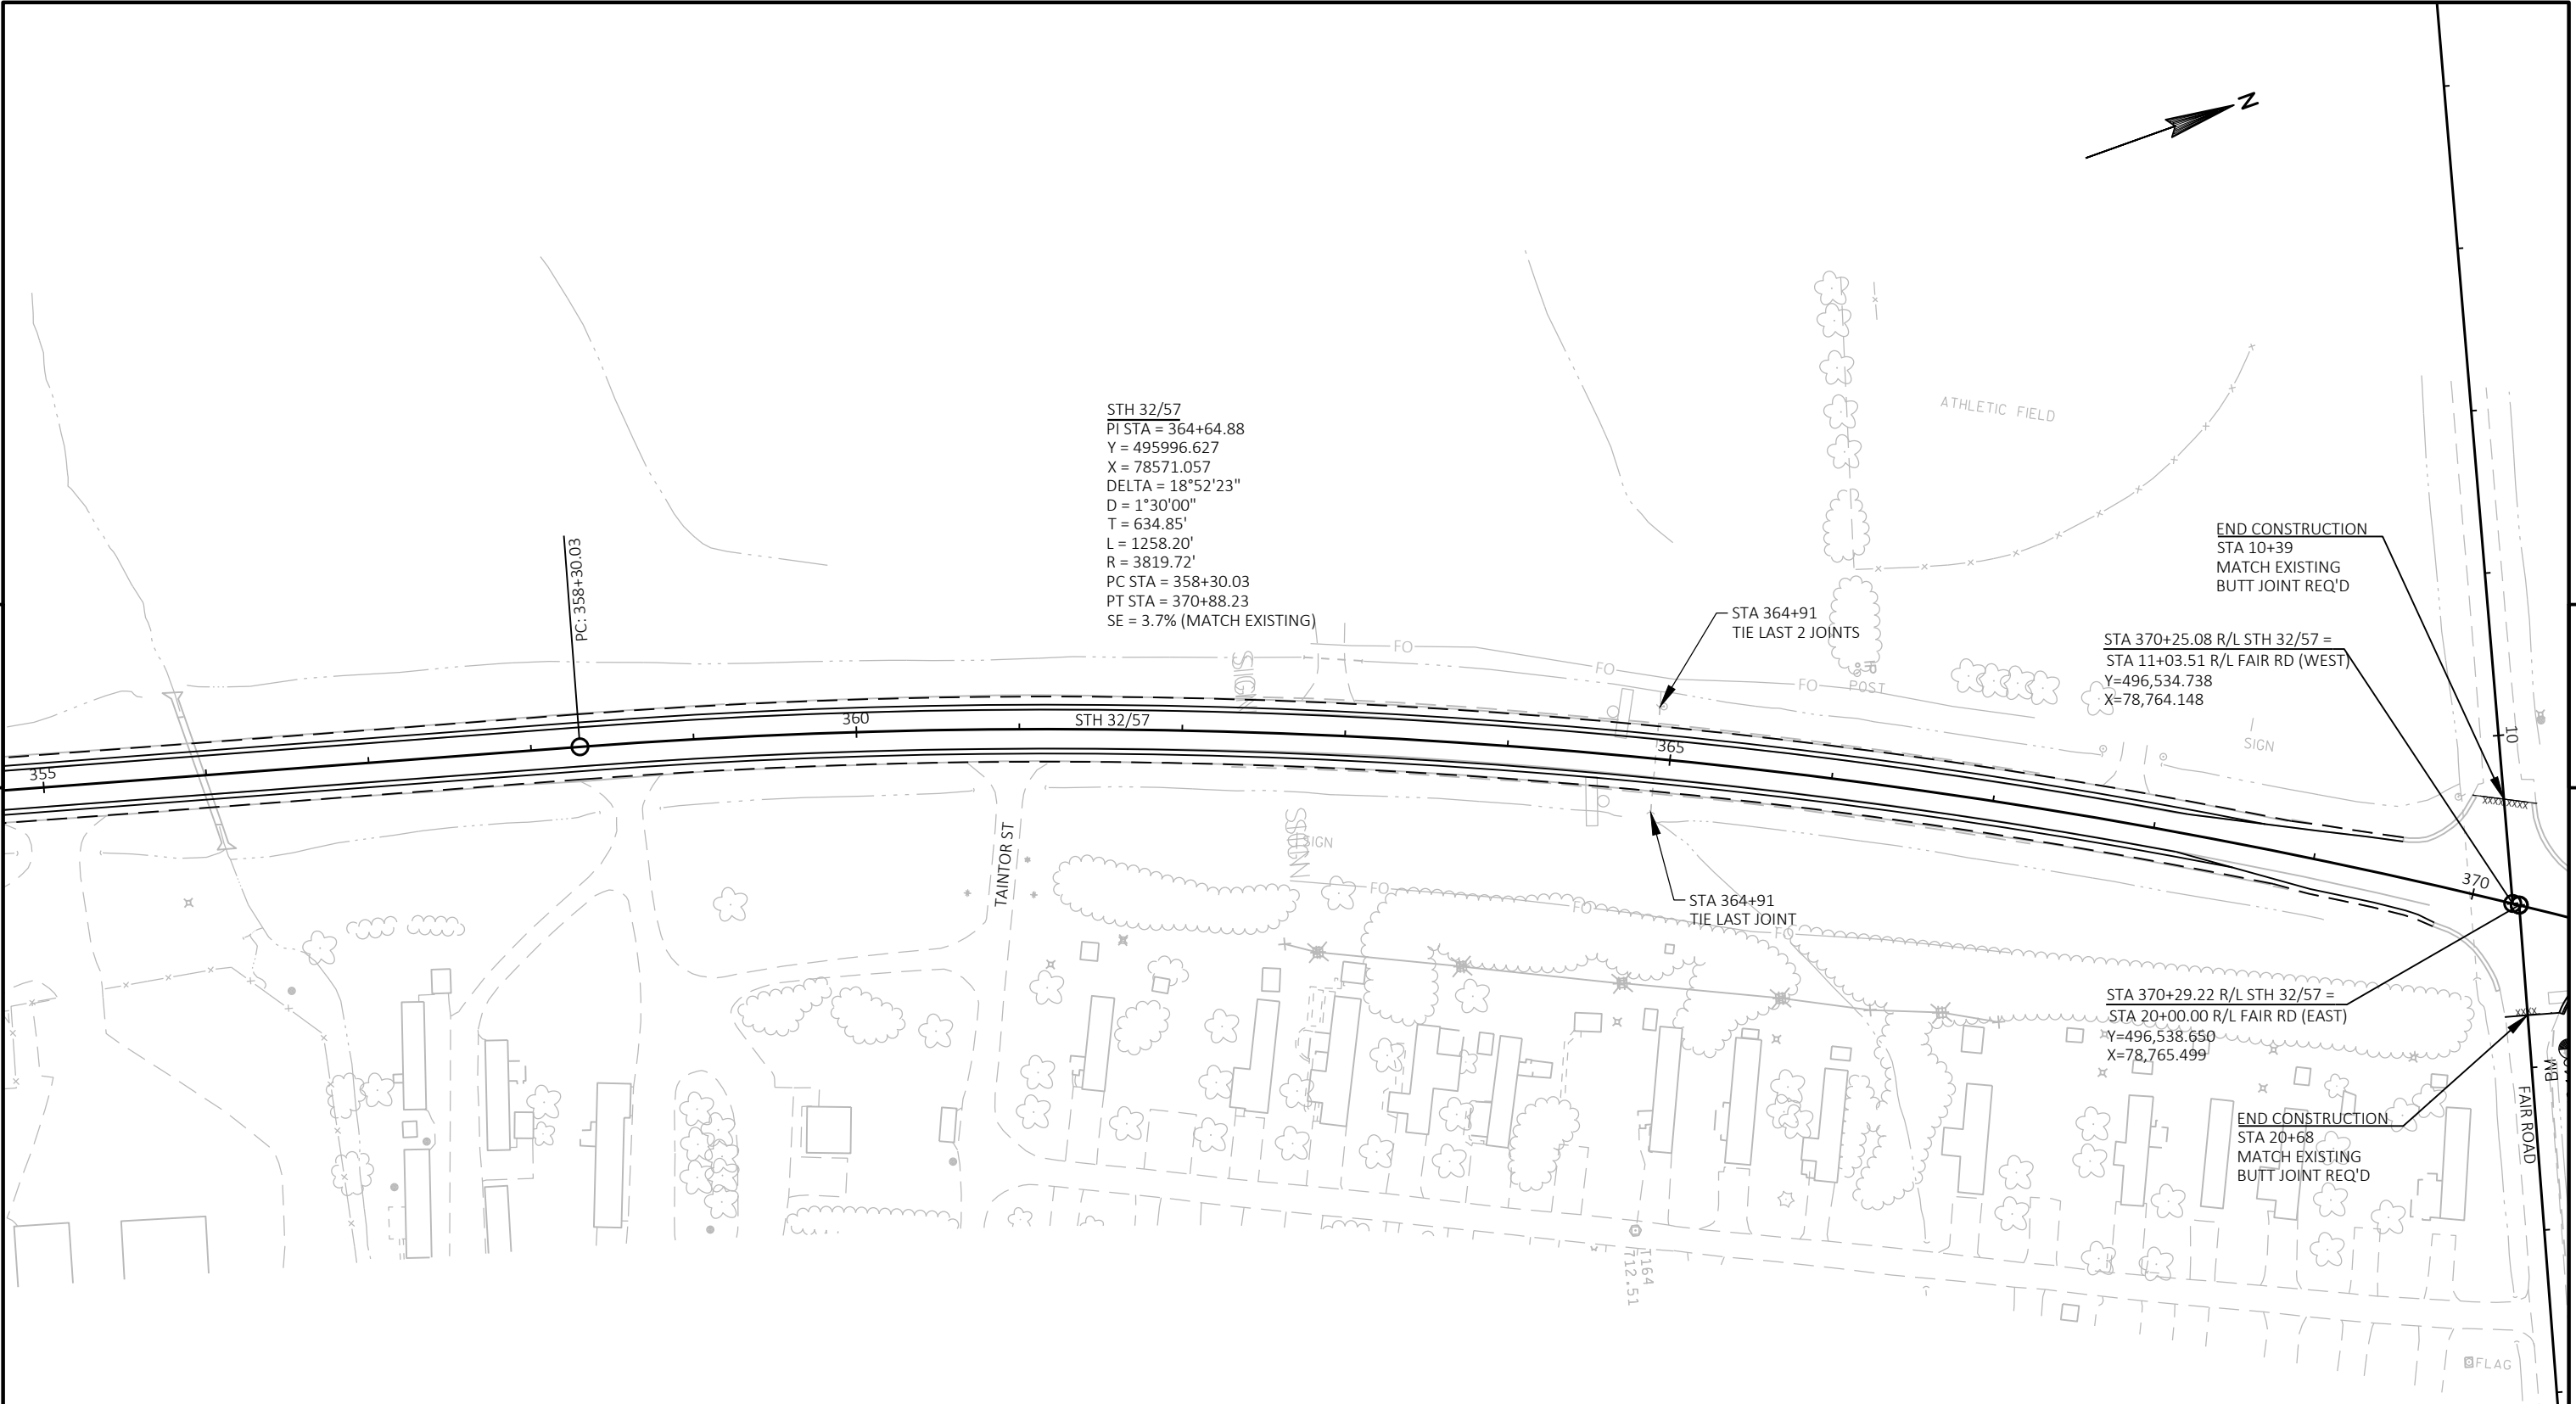 N
STH 32/57
PI STA = 364+64.88
Y = 495996.627
X = 78571.057
DELTA = 18°52'23"
D = 1°30'00"
T = 634.85'
L = 1258.20'
R = 3819.72'
PC STA = 358+30.03
PT STA = 370+88.23
SE = 3.7% (MATCH EXISTING)
ATHLETIC FIELD
END CONSTRUCTION
STA 10+39
MATCH EXISTING
BUTT JOINT REQ'D
PC: 358+30.03
STA 364+91
TIE LAST 2 JOINTS
STA 370+25.08 R/L STH 32/57 =
STA 11+03.51 R/L FAIR RD (WEST)
Y=496,534.738
X=78,764.148
SIGN
FO
FO
FO
POST
355
360
STH 32/57
365
SIGN
10
370
TAINTOR ST
SIGN
SIGN
FO
FO
FO
STA 364+91
TIE LAST JOINT
STA 370+29.22 R/L STH 32/57 =
STA 20+00.00 R/L FAIR RD (EAST)
Y=496,538.650
X=78,765.499
BM
FAIR ROAD
END CONSTRUCTION
STA 20+68
MATCH EXISTING
BUTT JOINT REQ'D
T164
712.51
FLAG